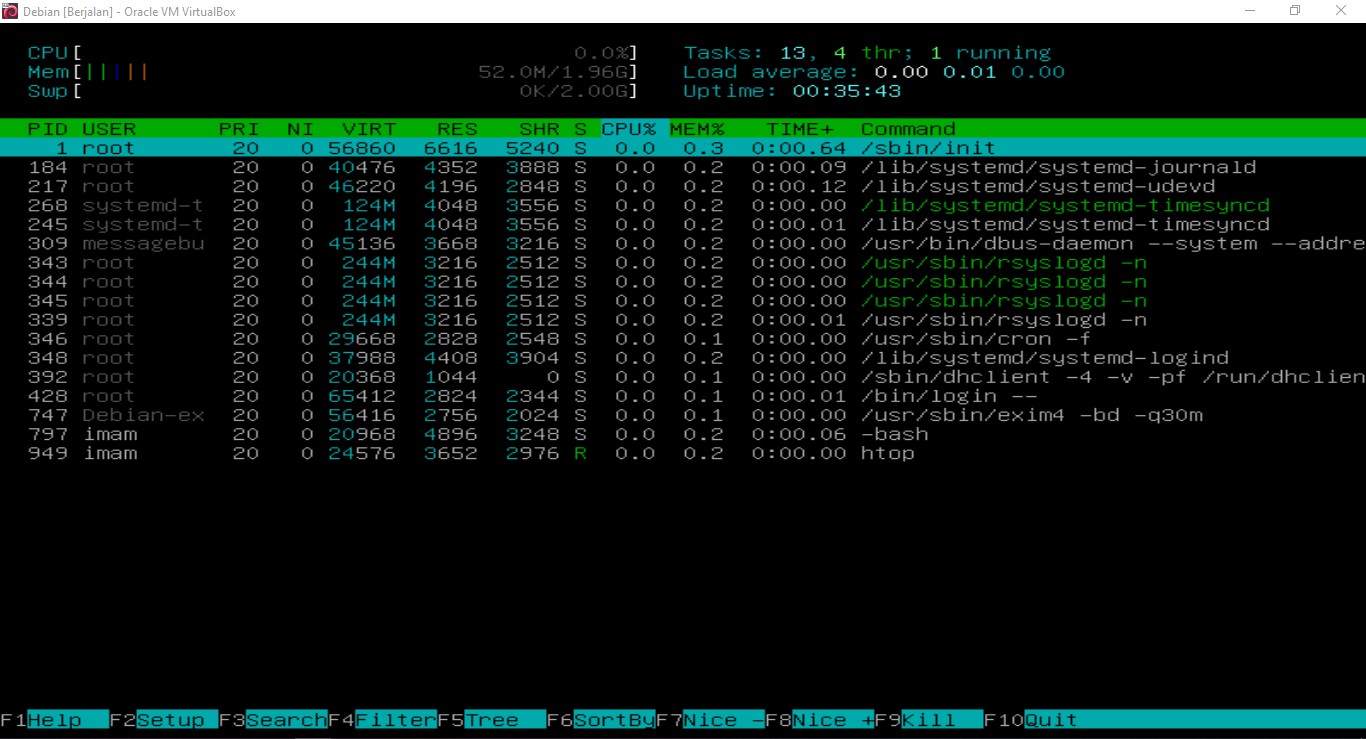 Debian [Berjalan] - Oracle VM VirtualBox
CPU[ 0.0%] Tasks: 13, 4 thr; 1 running
Mem[||||| 52.0M/1.96G] Load average: 0.00 0.01 0.00
Swp[ 0K/2.00G] Uptime: 00:35:43
PID USER PRI NI VIRT RES SHR S CPU% MEM% TIME+ Command
1 root 20 0 56860 6616 5240 S 0.0 0.3 0:00.64 /sbin/init
184 root 20 0 40476 4352 3888 S 0.0 0.2 0:00.09 /lib/systemd/systemd-journald
217 root 20 0 46220 4196 2848 S 0.0 0.2 0:00.12 /lib/systemd/systemd-udevd
268 systemd-t 20 0 124M 4048 3556 S 0.0 0.2 0:00.00 /lib/systemd/systemd-timesyncd
245 systemd-t 20 0 124M 4048 3556 S 0.0 0.2 0:00.01 /lib/systemd/systemd-timesyncd
309 messagebu 20 0 45136 3668 3216 S 0.0 0.2 0:00.00 /usr/bin/dbus-daemon --system --addre
343 root 20 0 244M 3216 2512 S 0.0 0.2 0:00.00 /usr/sbin/rsyslogd -n
344 root 20 0 244M 3216 2512 S 0.0 0.2 0:00.00 /usr/sbin/rsyslogd -n
345 root 20 0 244M 3216 2512 S 0.0 0.2 0:00.00 /usr/sbin/rsyslogd -n
339 root 20 0 244M 3216 2512 S 0.0 0.2 0:00.01 /usr/sbin/rsyslogd -n
346 root 20 0 29668 2828 2548 S 0.0 0.1 0:00.00 /usr/sbin/cron -f
348 root 20 0 37988 4408 3904 S 0.0 0.2 0:00.00 /lib/systemd/systemd-logind
392 root 20 0 20368 1044 0 S 0.0 0.1 0:00.00 /sbin/dhclient -4 -v -pf /run/dhclien
428 root 20 0 65412 2824 2344 S 0.0 0.1 0:00.01 /bin/login --
747 Debian-ex 20 0 56416 2756 2024 S 0.0 0.1 0:00.00 /usr/sbin/exim4 -bd -q30m
797 imam 20 0 20968 4896 3248 S 0.0 0.2 0:00.06 -bash
949 imam 20 0 24576 3652 2976 R 0.0 0.2 0:00.00 htop
F1Help F2Setup F3SearchF4FilterF5Tree F6SortByF7Nice -F8Nice +F9Kill F10Quit